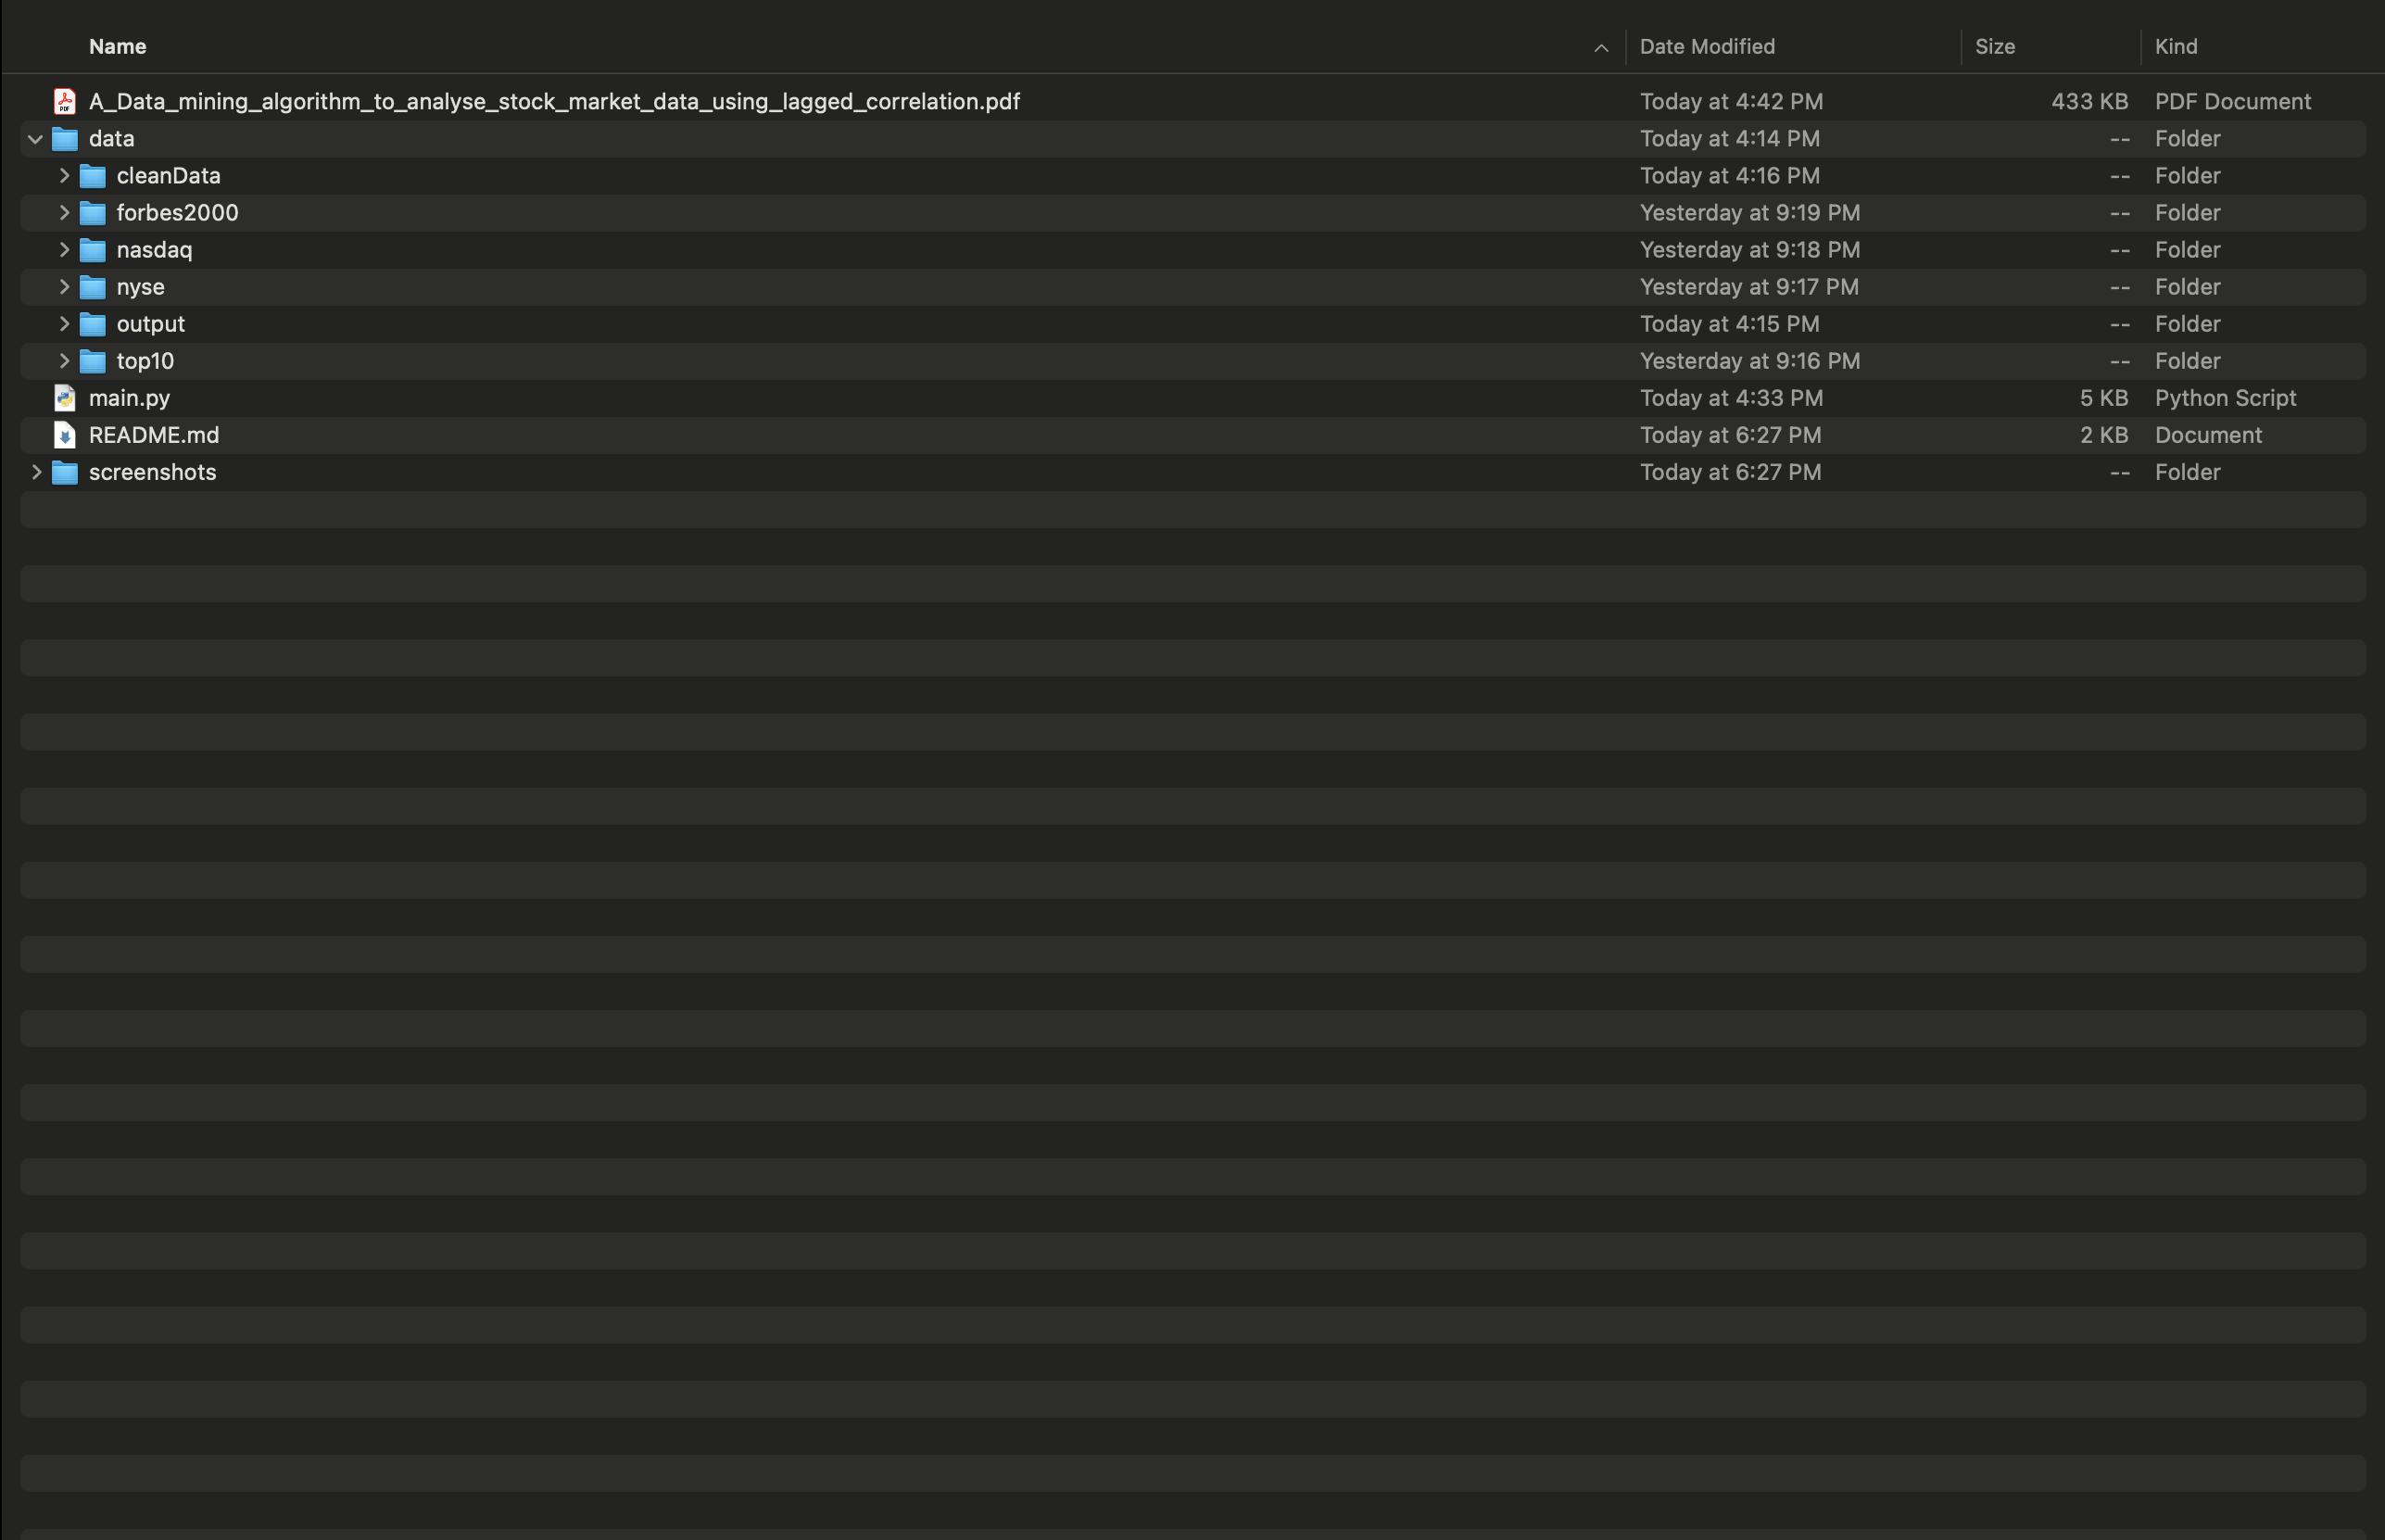 Name Date Modified Size Kind
A_Data_mining_algorithm_to_analyse_stock_market_data_using_lagged_correlation.pdf Today at 4:42 PM 433 KB PDF Document
data Today at 4:14 PM -- Folder
cleanData Today at 4:16 PM -- Folder
forbes2000 Yesterday at 9:19 PM -- Folder
nasdaq Yesterday at 9:18 PM -- Folder
nyse Yesterday at 9:17 PM -- Folder
output Today at 4:15 PM -- Folder
top10 Yesterday at 9:16 PM -- Folder
main.py Today at 4:33 PM 5 KB Python Script
README.md Today at 6:27 PM 2 KB Document
screenshots Today at 6:27 PM -- Folder